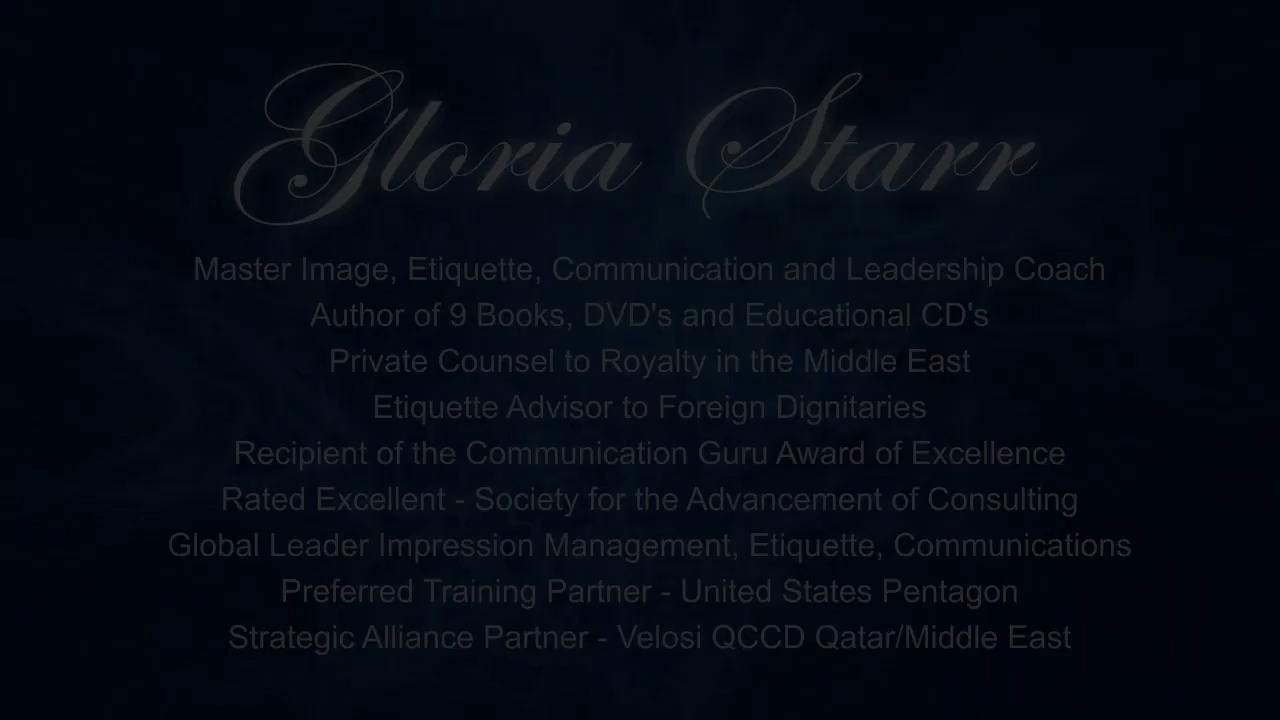 Gloria Starr
Master Image, Etiquette, Communication and Leadership Coach
Author of 9 Books, DVD's and Educational CD's
Private Counsel to Royalty in the Middle East
Etiquette Advisor to Foreign Dignitaries
Recipient of the Communication Guru Award of Excellence
Rated Excellent - Society for the Advancement of Consulting
Global Leader Impression Management, Etiquette, Communications
Preferred Training Partner - United States Pentagon
Strategic Alliance Partner - Velosi QCCD Qatar/Middle East